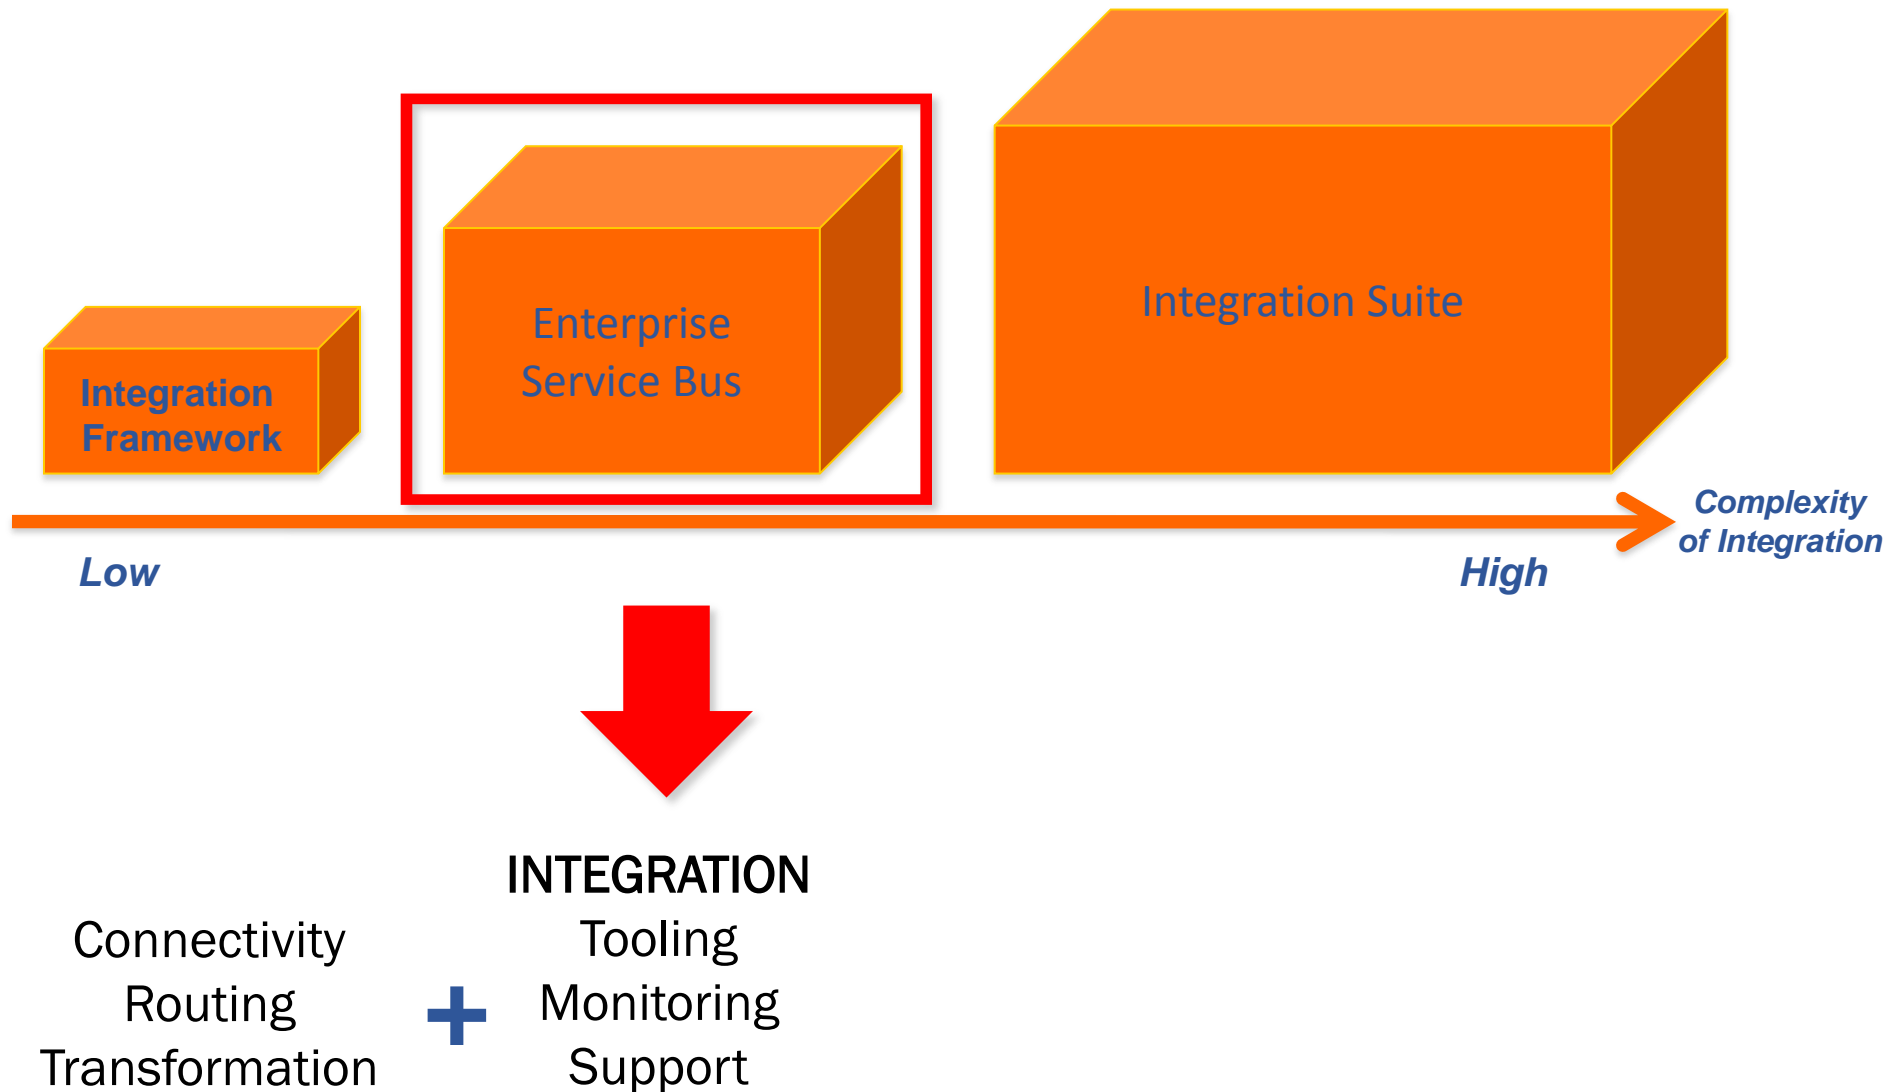 Integration
Framework
Enterprise
Service Bus
Integration Suite
Complexity
of Integration
Low
High
Connectivity
Routing
Transformation
+
INTEGRATION
Tooling
Monitoring
Support